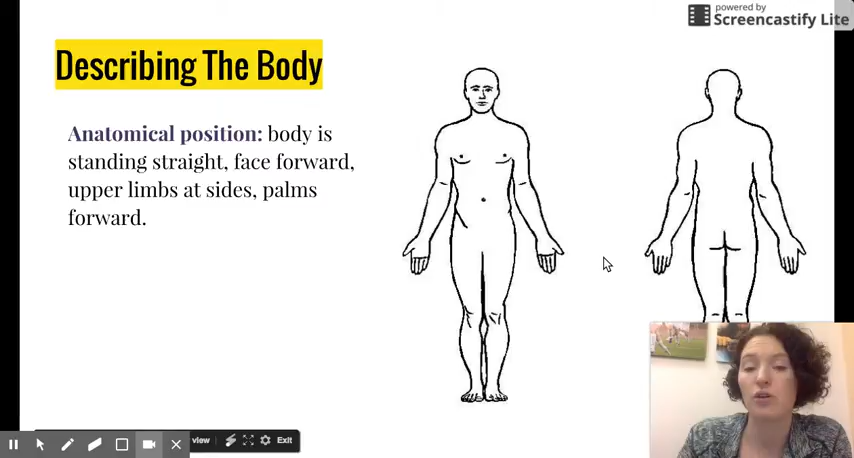 powered by
Screencastify Lite
Describing The Body
Anatomical position: body is
standing straight, face forward,
upper limbs at sides, palms
forward.
view
Exit